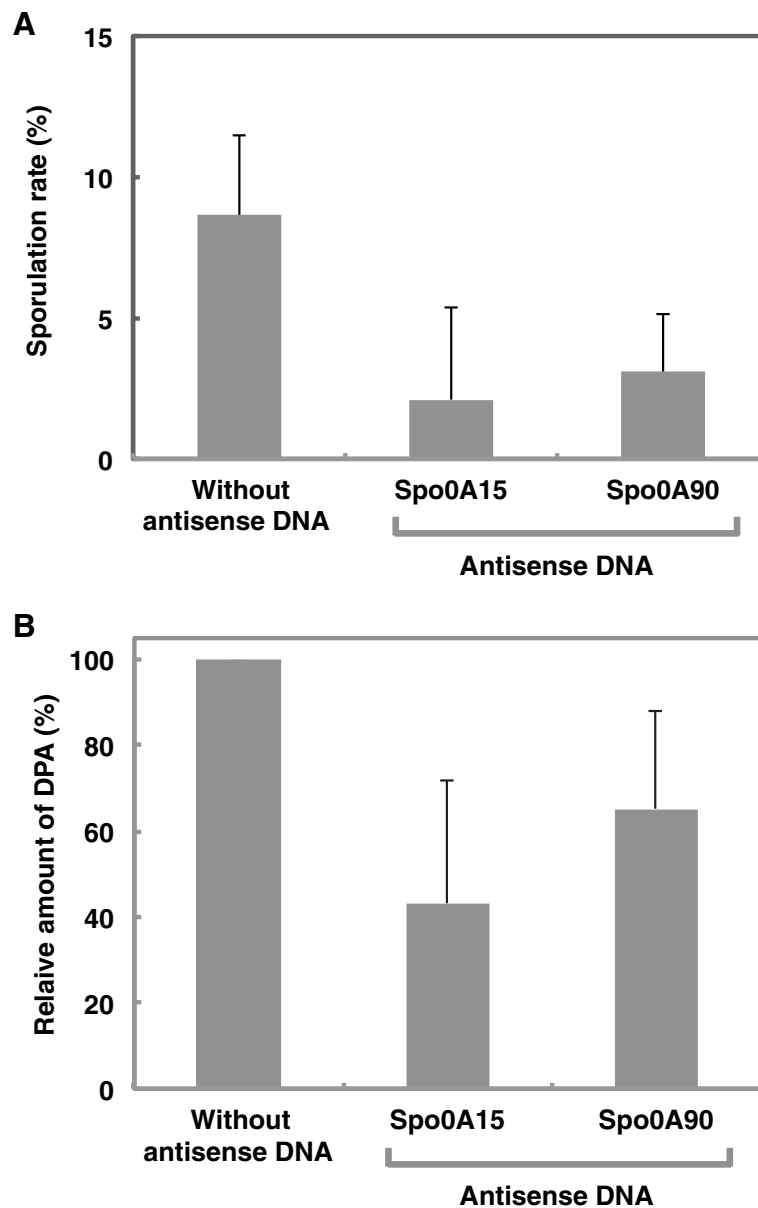 A
Sporulation rate (%)
15
10
5
0
Without
antisense DNA
Spo0A15
Spo0A90
Antisense DNA
B
Relaive amount of DPA (%)
100
80
60
40
20
0
Without
antisense DNA
Spo0A15
Spo0A90
Antisense DNA